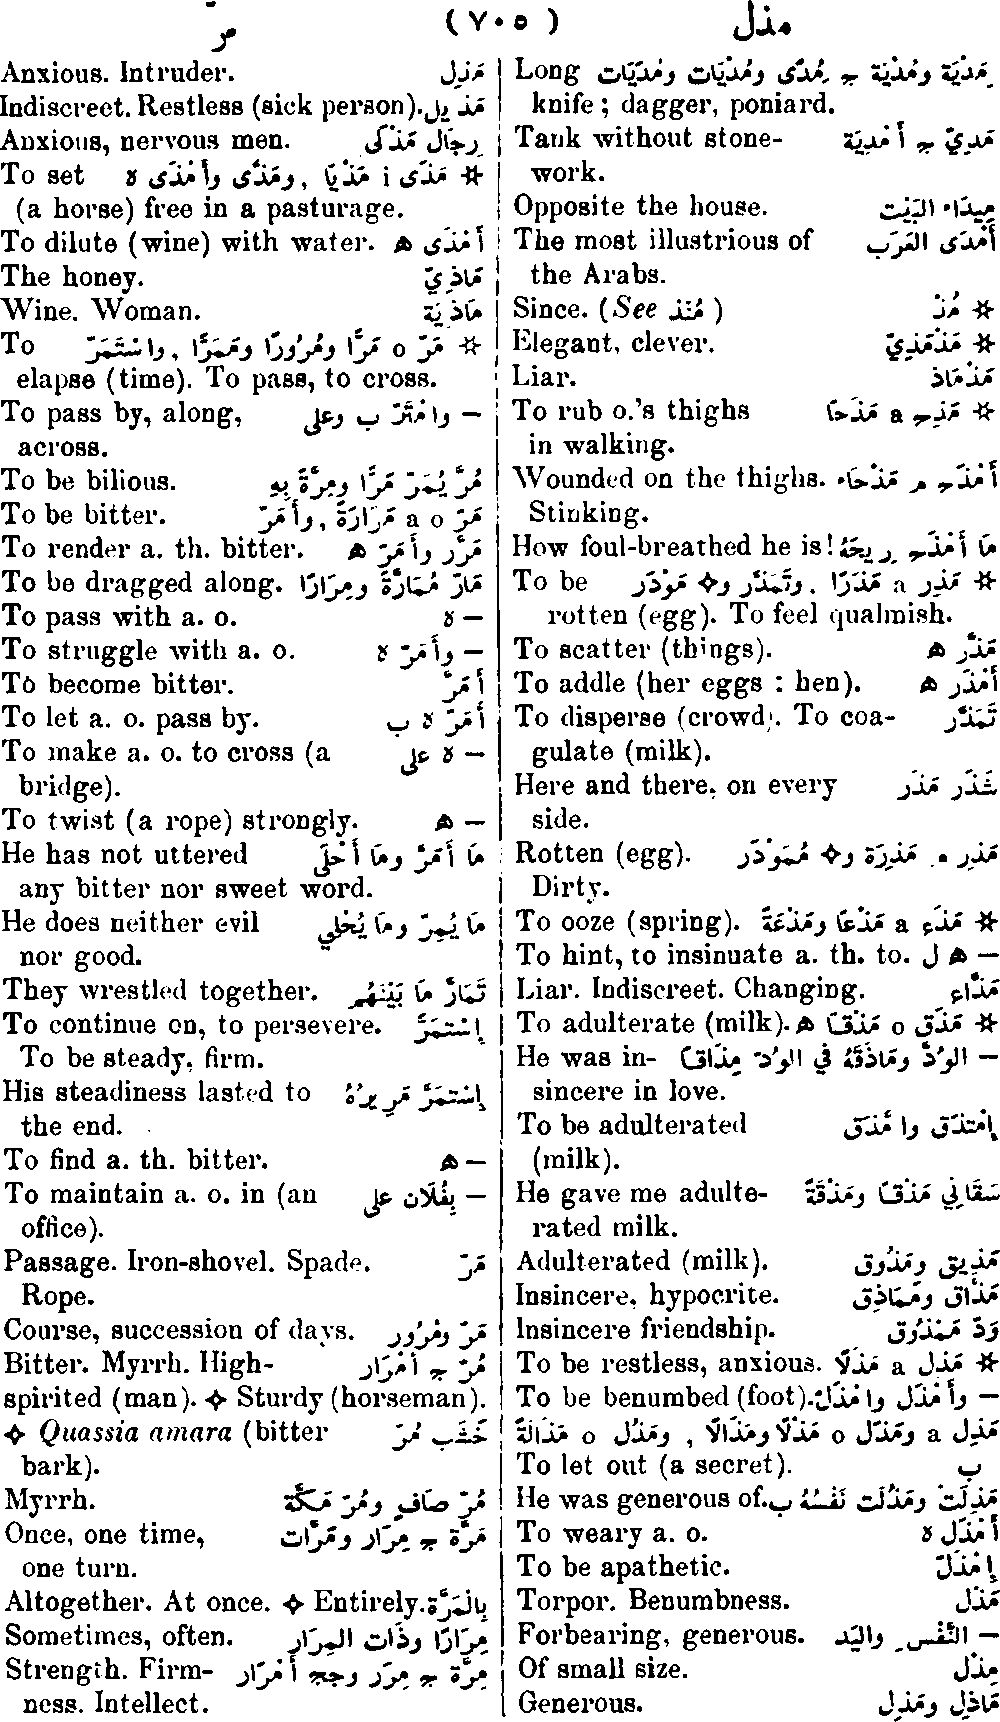 مذل ( ٧٠٥ ) مرّ
Long مَدْيَة ومُدْيَة ج مِدًى ومُدْيَات ومُدَيَات
knife ; dagger, poniard.
Tank without stone- مَدِيّ ج أَمْدِيَة
work.
Opposite the house. مِيدَاء البَيْت
The most illustrious of أَمْدَى العَرَب
the Arabs.
Since. (See مُنْذ ) ✡ مُذْ
Elegant, clever. ✡ مَذْمَذِيّ
Liar. مَذْمَاذ
To rub o.'s thighs ✡ مَذِح a مَذَحًا
in walking.
Wounded on the thighs. أَمْذَح م مَذْحَاء
Stinking.
How foul-breathed he is! مَا أَمْذَح رِيحَهُ
To be ✡ مَذِر a مَذَرًا , وتَمَذَّر و❖ مَوْذَر
rotten (egg). To feel qualmish.
To scatter (things). مَذَّر ه
To addle (her eggs : hen). أَمْذَر ه
To disperse (crowd). To coa- تَمَذَّر
gulate (milk).
Here and there, on every شَذَر مَذَر
side.
Rotten (egg). مَذِر م مَذِرَة و❖ مُمَوْذَر
Dirty.
To ooze (spring). ✡ مَذَع a مَذْعًا ومَذْعَةً
To hint, to insinuate a. th. to. — ه ل
Liar. Indiscreet. Changing. مَذَّاع
To adulterate (milk). ✡ مَذَق o مَذْقًا ه
He was in- — الوُدّ ومَاذَقَهُ في الوُدّ مِذَاقًا
sincere in love.
To be adulterated إِمْتَذَق وامَّذَق
(milk).
He gave me adulte- سَقَانِي مَذْقًا ومَذْقَةً
rated milk.
Adulterated (milk). مَذِيق ومَذُوق
Insincere, hypocrite. مَذَّاق ومُمَاذِق
Insincere friendship. وَدّ مَمْذُوق
To be restless, anxious. ✡ مَذِل a مَذَلًا
To be benumbed (foot). — وأَمْذَل وامْذَلّ
مَذِل a ومَذَل o مَذْلًا ومِذَالًا , ومَذُل o مَذَالَةً
To let out (a secret). ب
He was generous of. مَذِلَتْ ومَذُلَت نَفْسُهُ ب
To weary a. o. أَمْذَل ه
To be apathetic. إِمْذَلّ
Torpor. Benumbness. مَذَل
Forbearing, generous. — النَّفْس واليَد
Of small size. مِذْل
Generous. مَاذِل ومَذِل
Anxious. Intruder. مَذِل
Indiscreet. Restless (sick person). مَذِيل
Anxious, nervous men. رِجَال مَذْلَى
To set ✡ مَذَى i مَذْيًا , ومَذَّى وأَمْذَى ه
(a horse) free in a pasturage.
To dilute (wine) with water. أَمْذَى ه
The honey. مَاذِيّ
Wine. Woman. مَاذِيَة
To ✡ مَرّ o مَرًّا ومُرُورًا ومَمَرًّا , واسْتَمَرّ
elapse (time). To pass, to cross.
To pass by, along, — وامْتَرّ ب وعلى
across.
To be bilious. مُرّ يُمَرّ مَرًّا ومِرَّةً بِهِ
To be bitter. مَرّ a o مَرَارَةً , وأَمَرّ
To render a. th. bitter. مَرَّر وأَمَرّ ه
To be dragged along. مَارّ مُمَارَّةً ومِرَارًا
To pass with a. o. — ه
To struggle with a. o. — وأَمَرّ ه
To become bitter. أَمَرّ
To let a. o. pass by. أَمَرّ ه ب
To make a. o. to cross (a — ه على
bridge).
To twist (a rope) strongly. — ه
He has not uttered مَا أَمَرّ ومَا أَحْلَى
any bitter nor sweet word.
He does neither evil مَا يُمِرّ ومَا يُحْلِي
nor good.
They wrestled together. تَمَارّ مَا بَيْنَهُم
To continue on, to persevere. إِسْتَمَرّ
To be steady, firm.
His steadiness lasted to إِسْتَمَرّ مَرِيرُهُ
the end.
To find a. th. bitter. — ه
To maintain a. o. in (an — بِفُلَان على
office).
Passage. Iron-shovel. Spade. مَرّ
Rope.
Course, succession of days. مَرّ ومُرُور
Bitter. Myrrh. High- مُرّ ج أَمْرَار
spirited (man). ❖ Sturdy (horseman).
❖ Quassia amara (bitter خَشَب مُرّ
bark).
Myrrh. مُرّ صَافٍ ومُرّ مَكَّة
Once, one time, مَرَّة ج مِرَار ومَرَّات
one turn.
Altogether. At once. ❖ Entirely. بِالمَرَّة
Sometimes, often. مِرَارًا وذَات المِرَار
Strength. Firm- مِرَّة ج مِرَر وجج أَمْرَار
ness. Intellect.